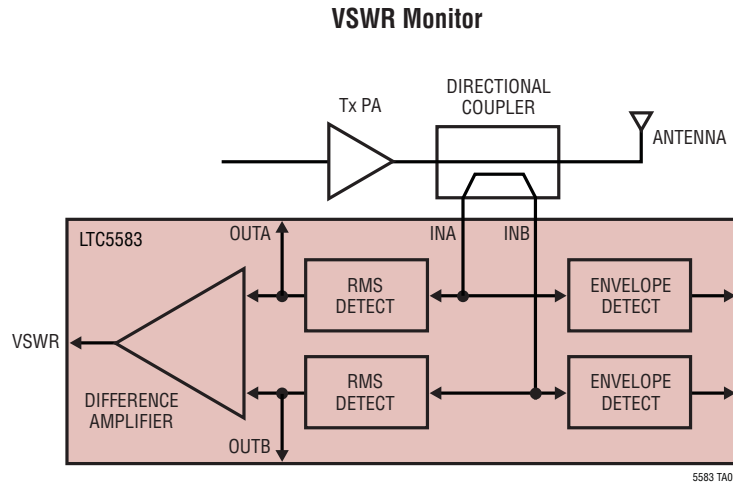 VSWR Monitor
DIRECTIONAL
COUPLER
Tx PA
ANTENNA
LTC5583
OUTA
INA
INB
RMS
DETECT
ENVELOPE
DETECT
VSWR
DIFFERENCE
AMPLIFIER
RMS
DETECT
ENVELOPE
DETECT
OUTB
5583 TA0